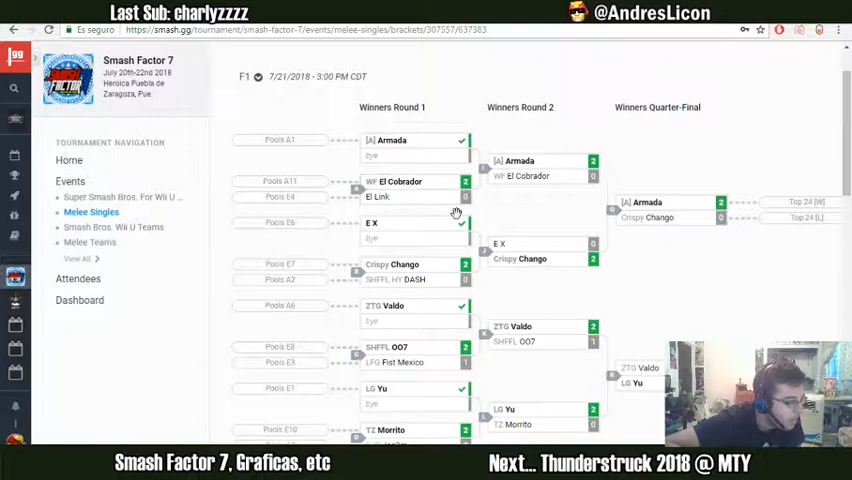 Last Sub: charlyzzzz
@AndresLicon
Es seguro
https://smash.gg/tournament/smash-factor-7/events/melee-singles/brackets/307557/637383
.gg
Smash Factor 7
July 20th-22nd 2018
Heroica Puebla de
Zaragoza, Pue.
F1
7/21/2018 - 3:00 PM CDT
Winners Round 1
Winners Round 2
Winners Quarter-Final
TOURNAMENT NAVIGATION
Home
Events
Super Smash Bros. For Wii U ...
Melee Singles
Smash Bros. Wii U Teams
Melee Teams
View All
Attendees
Dashboard
Pools A1
[A] Armada
bye
Pools A11
WF El Cobrador 2
Pools E4
El Link 0
A
Pools E6
E X
bye
Pools E7
Crispy Chango 2
Pools A2
SHFFL HY DASH 0
B
Pools A6
ZTG Valdo
bye
Pools E8
SHFFL OO7 2
Pools E3
LFG Fist Mexico 1
C
Pools E1
LG Yu
bye
Pools E10
TZ Morrito 2
D
I
[A] Armada 2
WF El Cobrador 0
J
E X 0
Crispy Chango 2
K
ZTG Valdo 2
SHFFL OO7 1
L
LG Yu 2
TZ Morrito 0
Q
[A] Armada 2
Crispy Chango 0
Top 24 [W]
Top 24 [L]
R
ZTG Valdo
LG Yu
Smash Factor 7, Graficas, etc
Next... Thunderstruck 2018 @ MTY